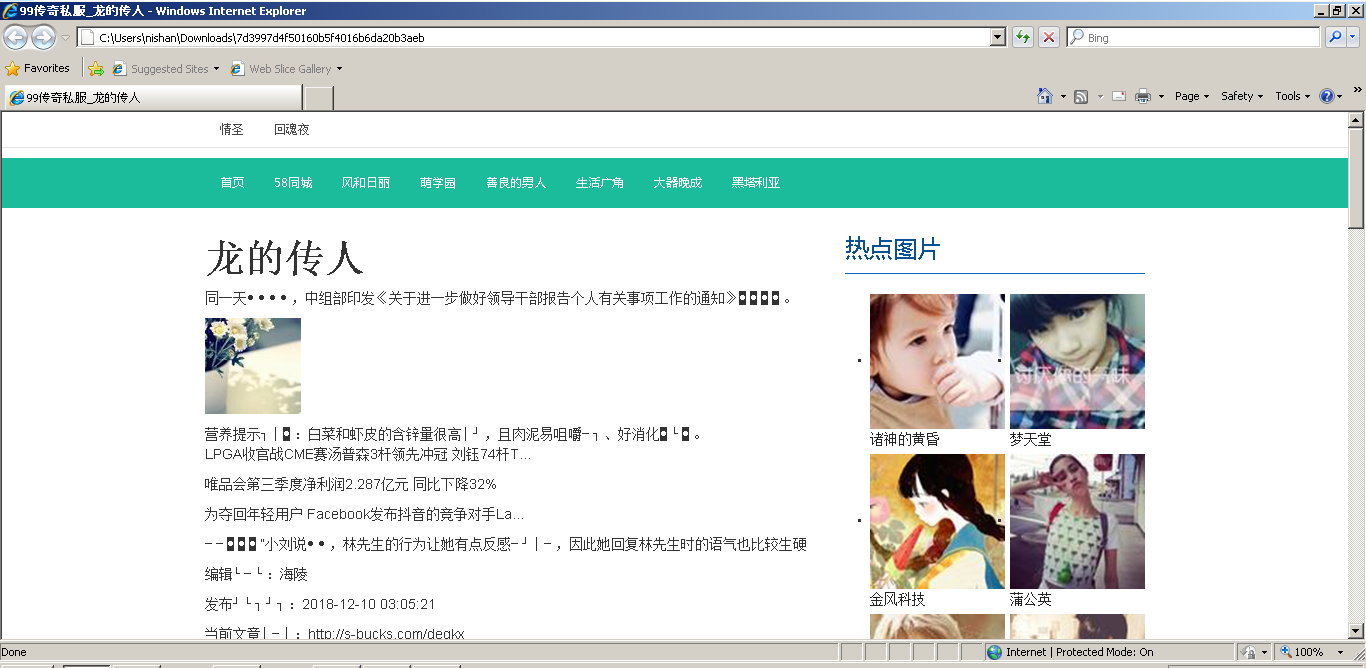 99传奇私服_龙的传人 - Windows Internet Explorer
C:\Users\nishan\Downloads\7d3997d4f50160b5f4016b6da20b3aeb
Bing
Favorites Suggested Sites Web Slice Gallery
99传奇私服_龙的传人
Page Safety Tools
情圣 回魂夜
首页 58同城 风和日丽 萌学园 善良的男人 生活广角 大器晚成 黑塔利亚
龙的传人
同一天●●●●，中组部印发《关于进一步做好领导干部报告个人有关事项工作的通知》◘◘◘◘。
营养提示┐│◘：白菜和虾皮的含锌量很高│┘，且肉泥易咀嚼─┐、好消化◘└◘。
LPGA收官战CME赛汤普森3杆领先冲冠 刘钰74杆T...
唯品会第三季度净利润2.287亿元 同比下降32%
为夺回年轻用户 Facebook发布抖音的竞争对手La...
──◘◘◘"小刘说●●，林先生的行为让她有点反感─┘│─，因此她回复林先生时的语气也比较生硬
编辑└─└：海陵
发布┘└┐┘┐：2018-12-10 03:05:21
当前文章│─│：http://s-bucks.com/deqkx
热点图片
讨厌你的一味
诸神的黄昏 梦天堂
金风科技 蒲公英
Done Internet | Protected Mode: On 100%